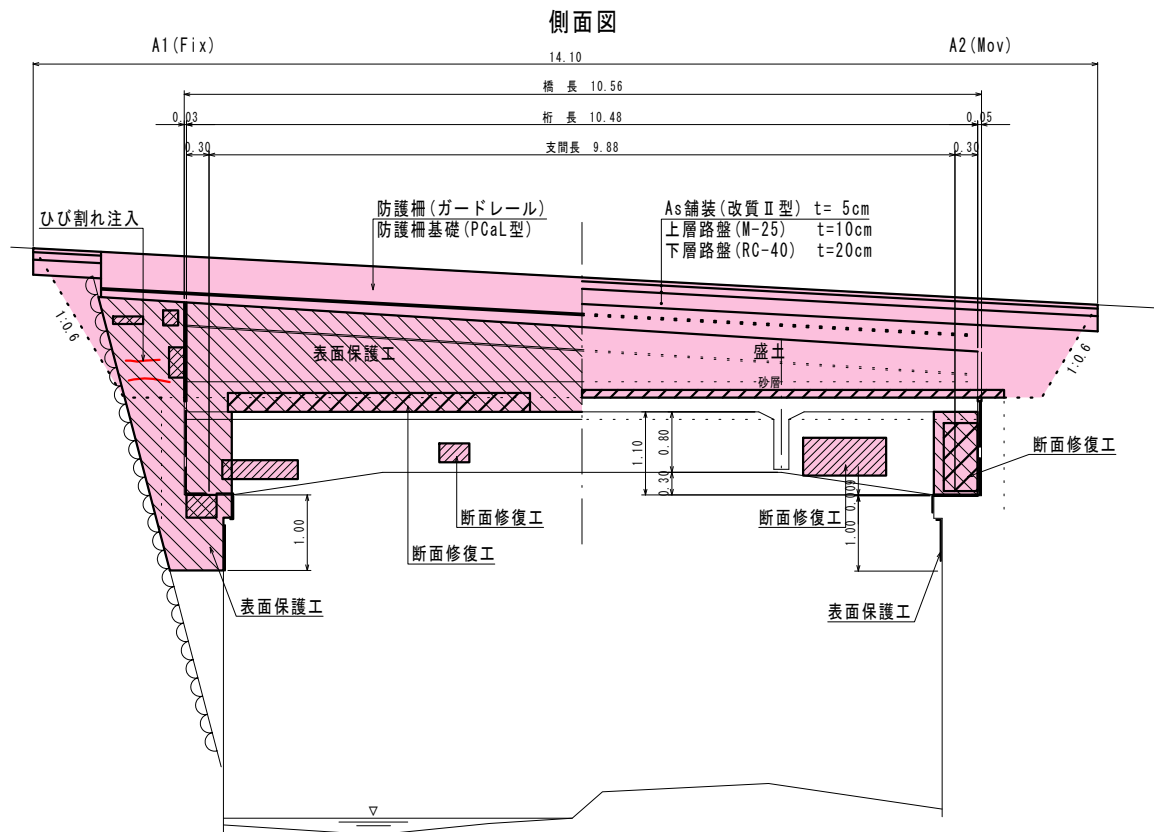 側面図
A1(Fix)
A2(Mov)
14.10
橋 長 10.56
0.03
桁 長 10.48
0.05
0.30
支間長 9.88
0.30
ひび割れ注入
防護柵(ガードレール)
防護柵基礎(PCaL型)
As舗装(改質Ⅱ型) t= 5cm
上層路盤(M-25) t=10cm
下層路盤(RC-40) t=20cm
1:0.6
表面保護工
盛土
砂層
1:0.6
1.10
0.80
0.30
断面修復工
0.009
1.00
断面修復工
断面修復工
1.00
断面修復工
表面保護工
表面保護工